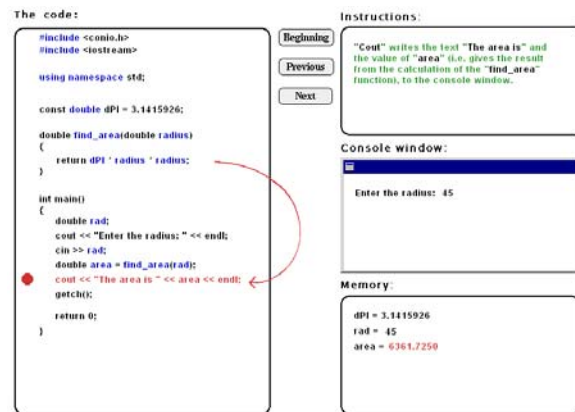 The code:
#include <conio.h>
#include <iostream>
using namespace std;
const double dPI = 3.1415926;
double find_area(double radius)
{
return dPI * radius * radius;
}
int main()
{
double rad;
cout << "Enter the radius: " << endl;
cin >> rad;
double area = find_area(rad);
cout << "The area is " << area << endl;
getch();
return 0;
}
Beginning
Previous
Next
Instructions:
"Cout" writes the text "The area is" and
the value of "area" (i.e. gives the result
from the calculation of the "find_area"
function), to the console window.
Console window:
Enter the radius: 45
Memory:
dPI = 3.1415926
rad = 45
area = 6361.7250